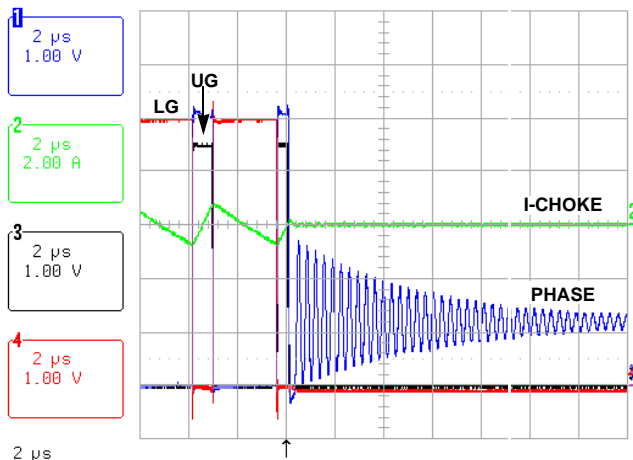 1
2 µs
1.00 V
2
2 µs
2.00 A
3
2 µs
1.00 V
4
2 µs
1.00 V
2 µs
UG
LG
I-CHOKE
PHASE
2